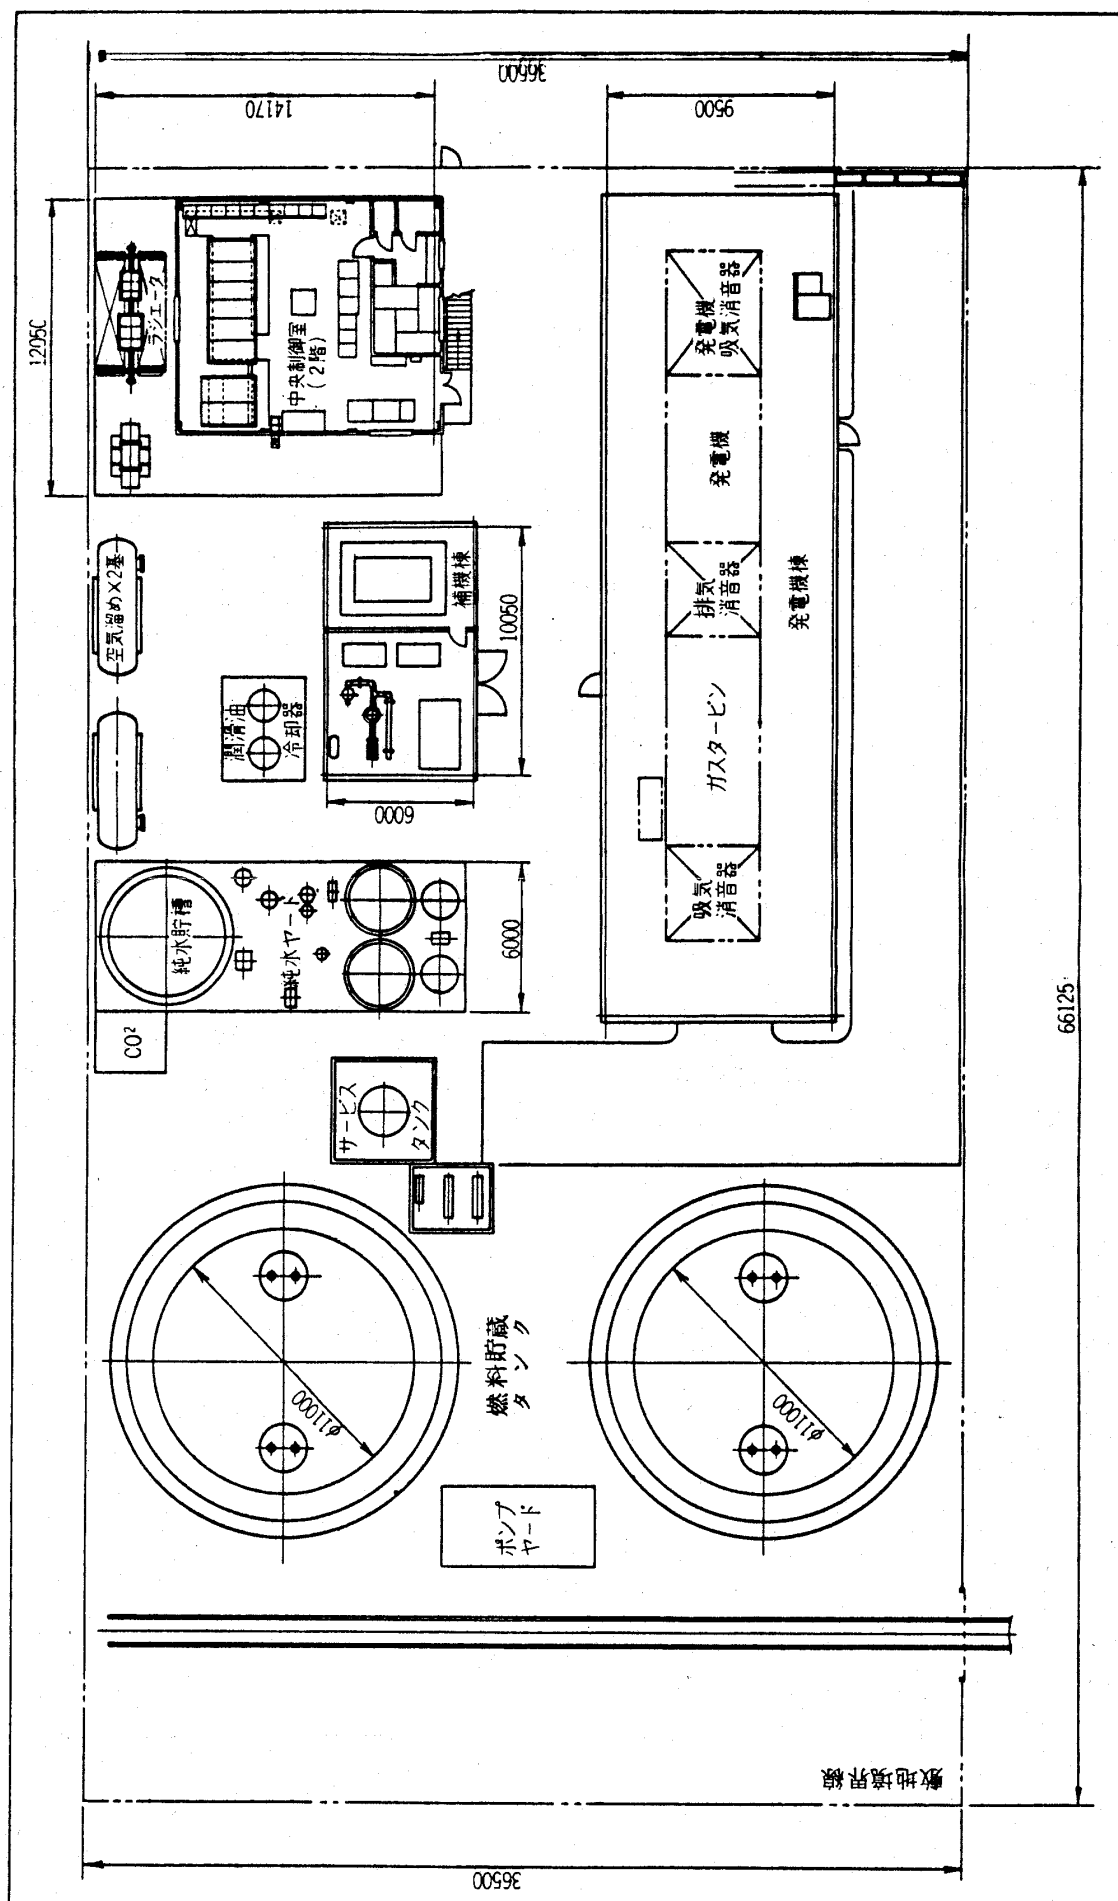 36500
14170
9500
12050
ラジエータ
中央制御室
(2階)
発電機
吸気消音器
発電機
排気
消音器
発電機棟
ガスタービン
吸気
消音器
空気溜め×2基
補機棟
10050
6000
潤滑油
冷却器
純水貯槽
純水ヤード
6000
CO²
サービス
タンク
66125
燃料貯蔵
タンク
φ11000
φ11000
ポンプ
ヤード
敷地境界線
36500